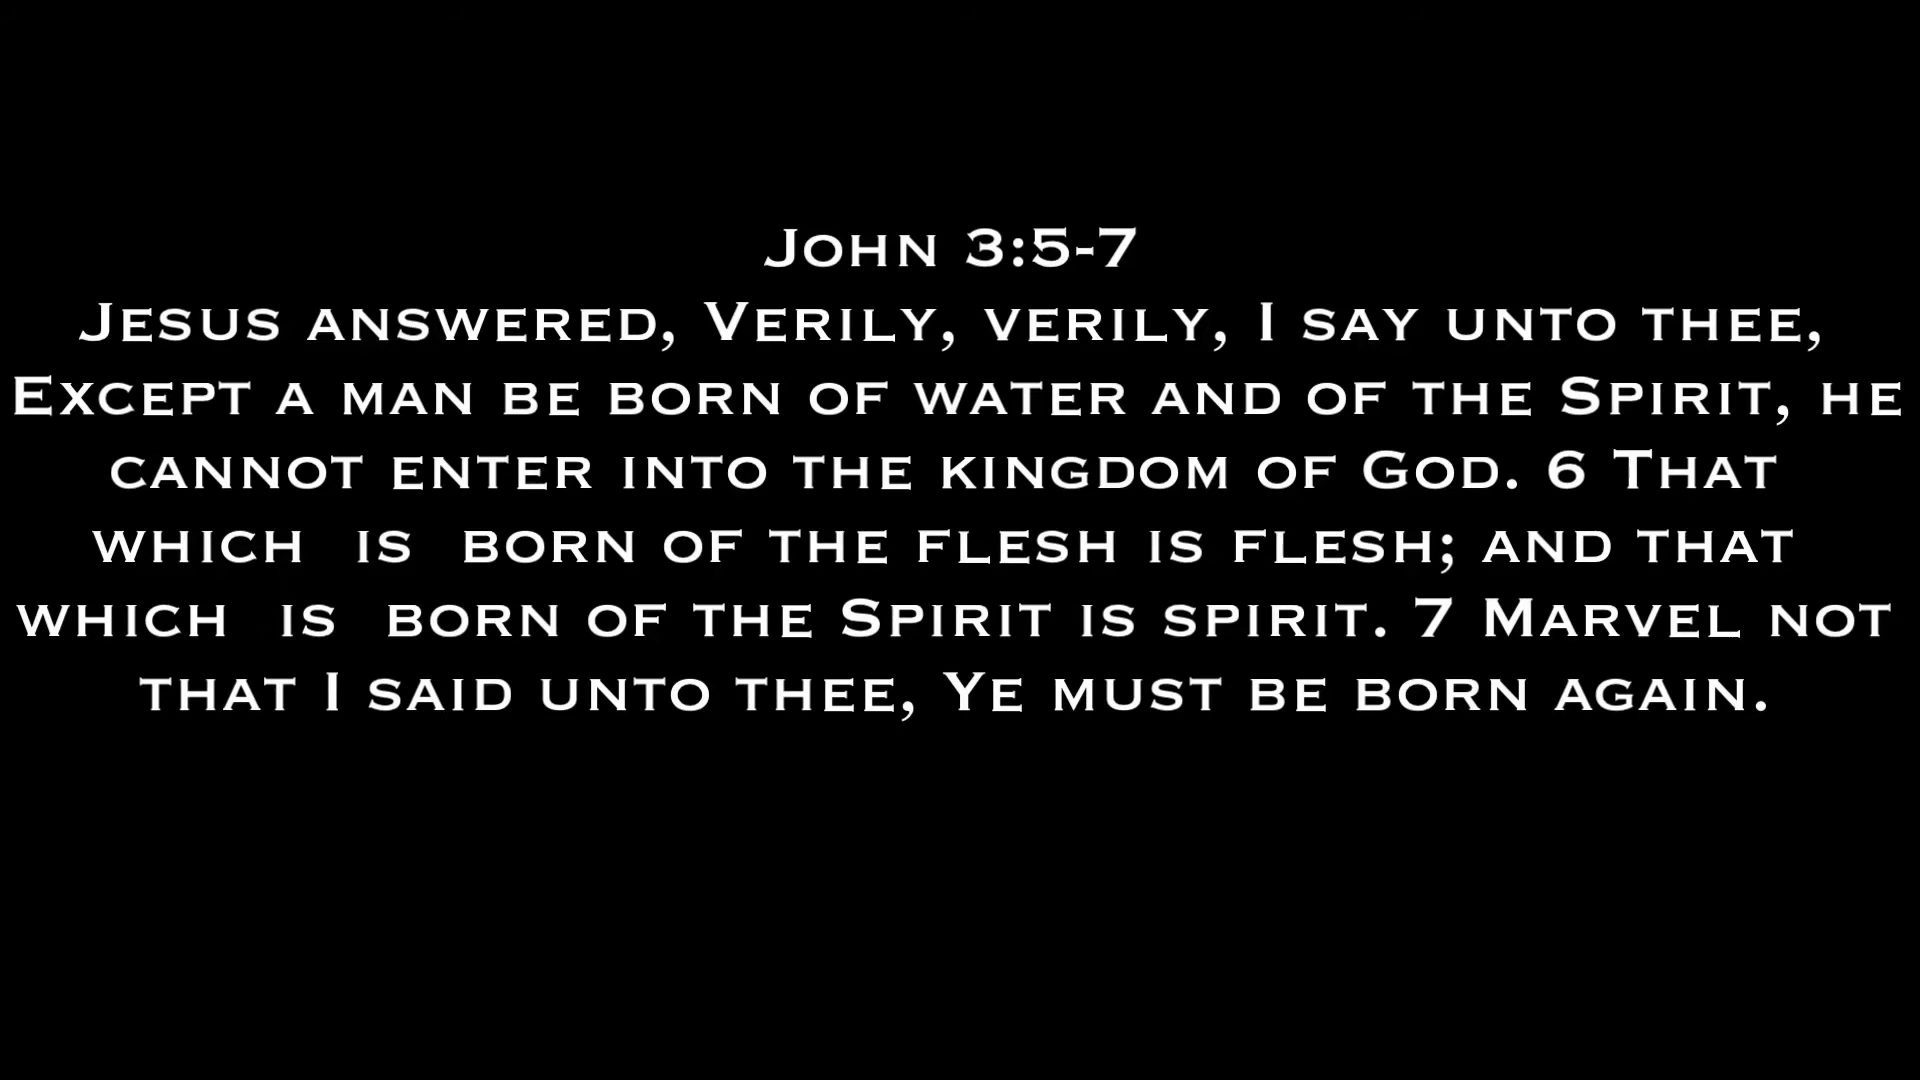 John 3:5-7
Jesus answered, Verily, verily, I say unto thee,
Except a man be born of water and of the Spirit, he
cannot enter into the kingdom of God. 6 That
which  is  born of the flesh is flesh; and that
which  is  born of the Spirit is spirit. 7 Marvel not
that I said unto thee, Ye must be born again.